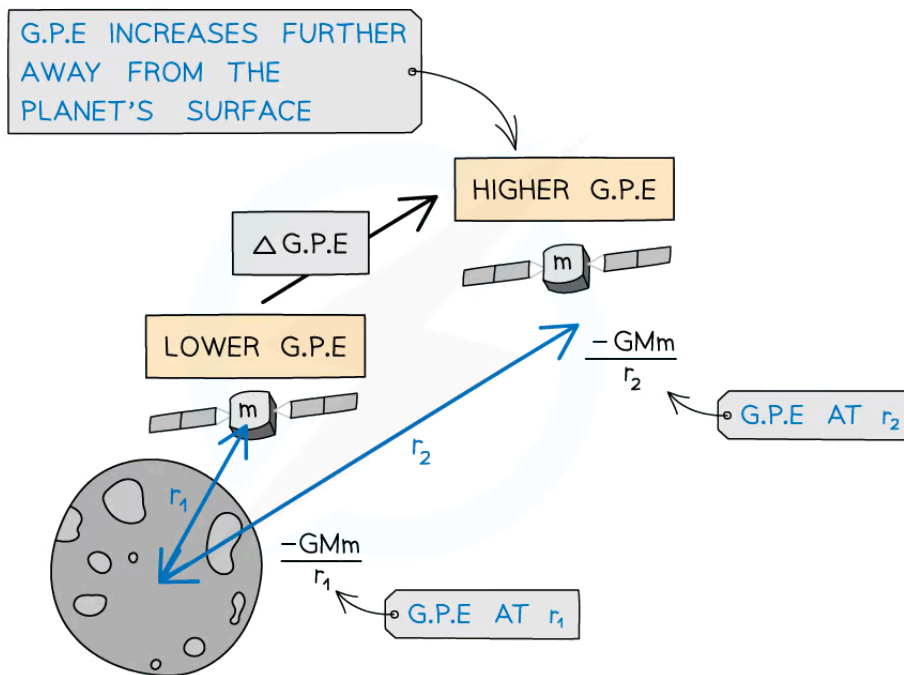 G.P.E INCREASES FURTHER
AWAY FROM THE
PLANET'S SURFACE
HIGHER G.P.E
△ G.P.E
m
LOWER G.P.E
−GMm
r₂
m
G.P.E AT r₂
r₂
r₁
−GMm
r₁
G.P.E AT r₁